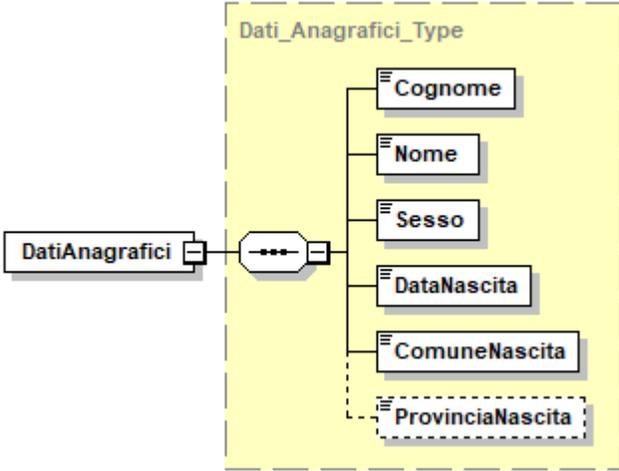 Dati_Anagrafici_Type
Cognome
Nome
Sesso
DatiAnagrafici
DataNascita
ComuneNascita
ProvinciaNascita